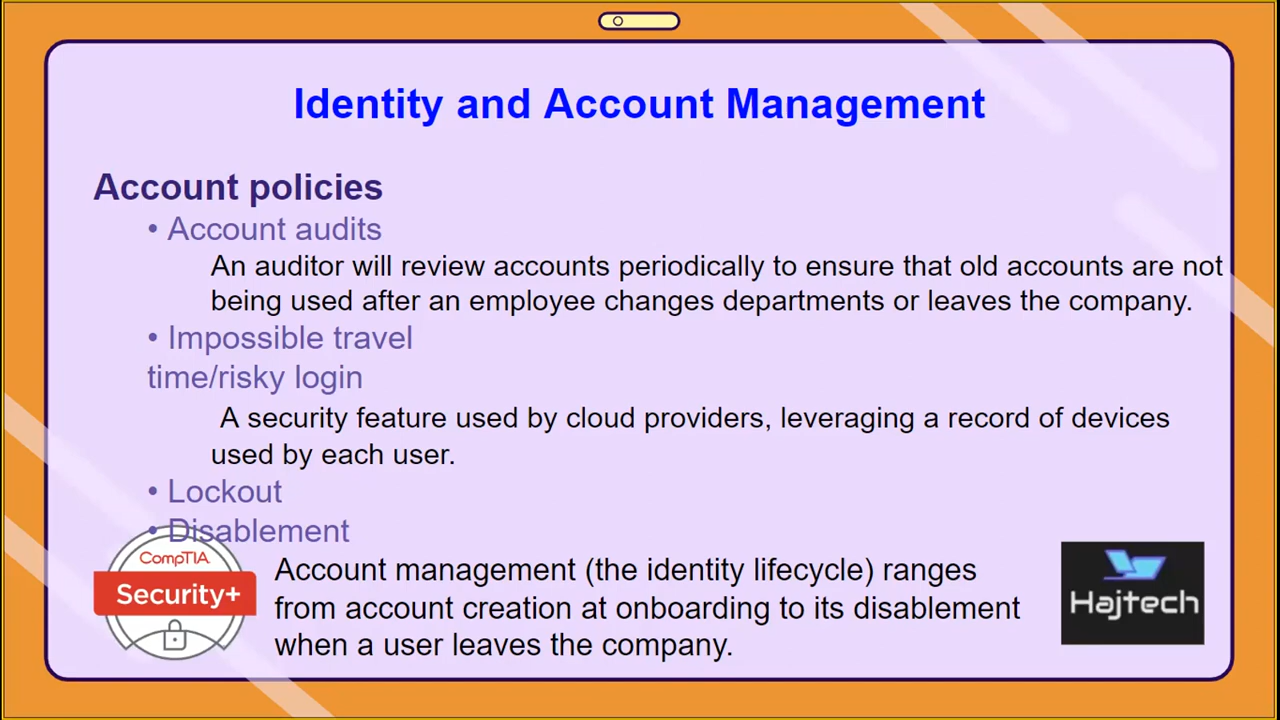 Identity and Account Management
Account policies
• Account audits
An auditor will review accounts periodically to ensure that old accounts are not
being used after an employee changes departments or leaves the company.
• Impossible travel
time/risky login
A security feature used by cloud providers, leveraging a record of devices
used by each user.
• Lockout
• Disablement
Account management (the identity lifecycle) ranges
from account creation at onboarding to its disablement
when a user leaves the company.
CompTIA
Security+
Hajtech